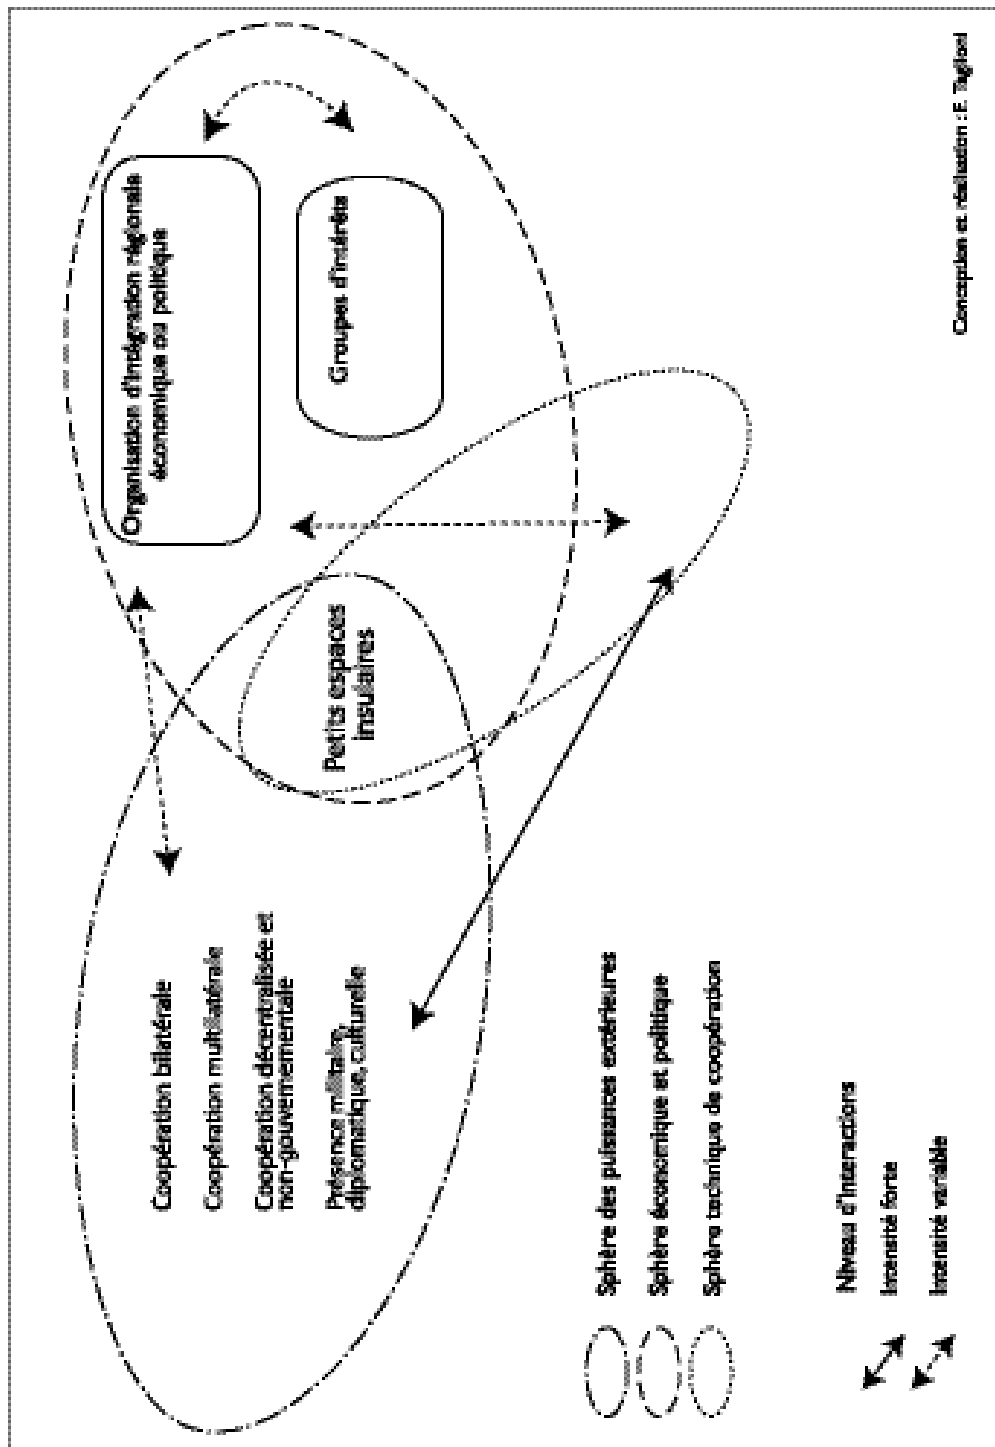 Coopération bilatérale
Coopération multilatérale
Coopération décentralisée et
non-gouvernementale
Présence militaire,
diplomatique, culturelle
Petits espaces
insulaires
Organisation d'intégration régionale
économique ou politique
Groupes d'intérêts
Sphère des puissances extérieures
Sphère économique et politique
Sphère technique de coopération
Niveau d'interactions
Intensité forte
Intensité variable
Conception et réalisation : F. Taglioni